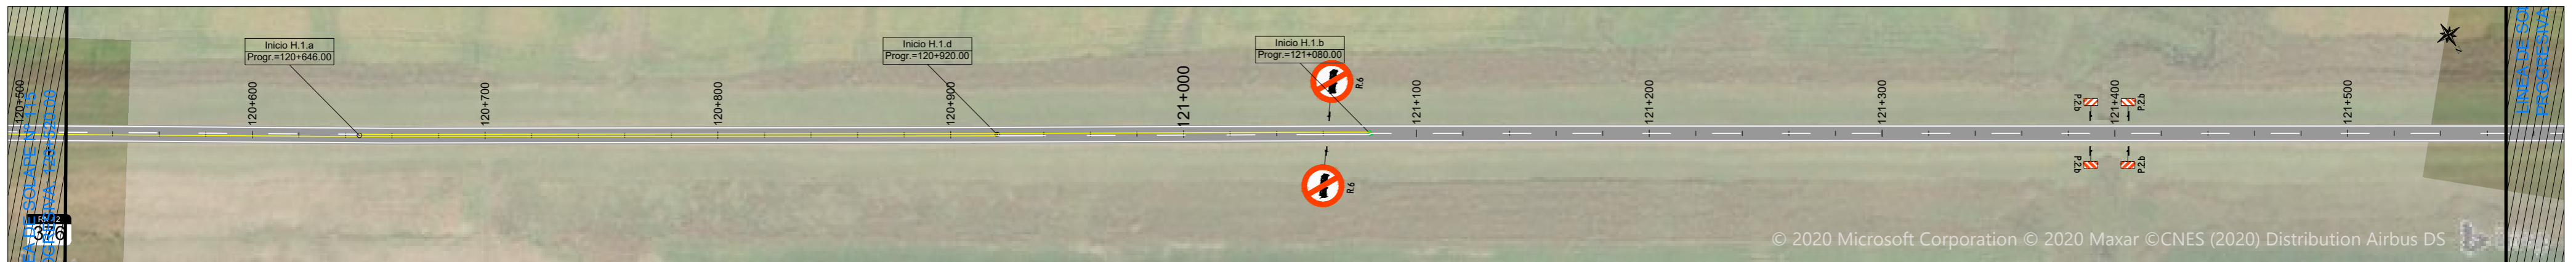 Inicio H.1.a
Progr.=120+646.00
Inicio H.1.d
Progr.=120+920.00
Inicio H.1.b
Progr.=121+080.00
120+500
120+600
120+700
120+800
120+900
121+000
121+100
121+200
121+300
121+400
121+500
R.6
R.6
P.2.b
P.2.b
P.2.b
P.2.b
376
© 2020 Microsoft Corporation © 2020 Maxar ©CNES (2020) Distribution Airbus DS